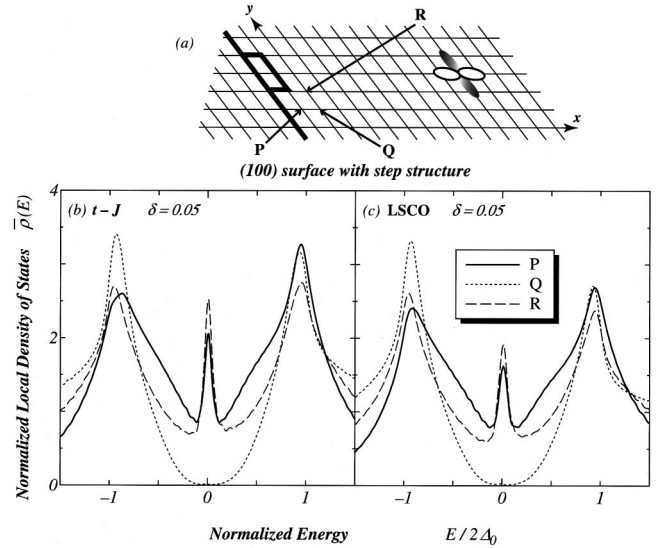 y
R
(a)
P
Q
x
(100) surface with step structure
Normalized Local Density of States ρ̅(E)
4
2
0
(b) t – J δ = 0.05
(c) LSCO δ = 0.05
P
Q
R
−1 0 1 −1 0 1
Normalized Energy E / 2Δ₀